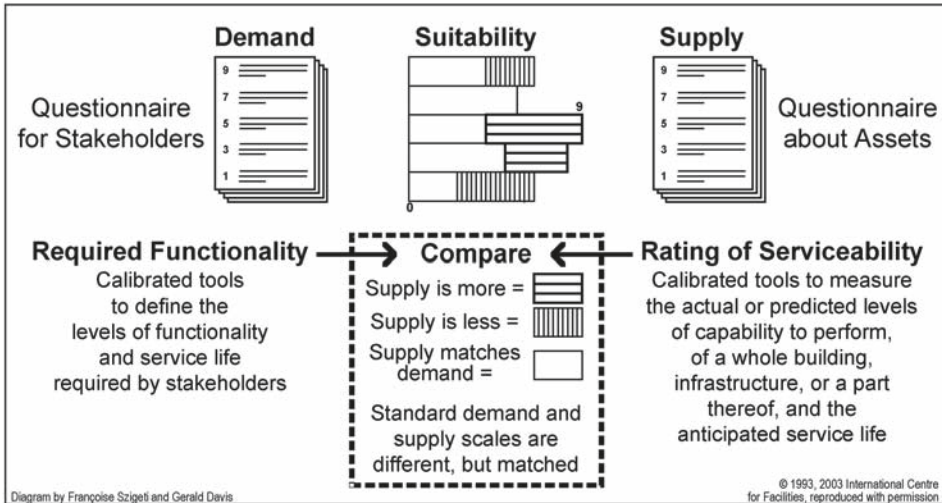 Demand
9
7
5
3
1
Questionnaire
for Stakeholders
Suitability
9
0
Supply
9
7
5
3
1
Questionnaire
about Assets
Required Functionality
Calibrated tools
to define the
levels of functionality
and service life
required by stakeholders
Compare
Supply is more =
Supply is less =
Supply matches
demand =
Standard demand and
supply scales are
different, but matched
Rating of Serviceability
Calibrated tools to measure
the actual or predicted levels
of capability to perform,
of a whole building,
infrastructure, or a part
thereof, and the
anticipated service life
Diagram by Françoise Szigeti and Gerald Davis
© 1993, 2003 International Centre
for Facilities, reproduced with permission